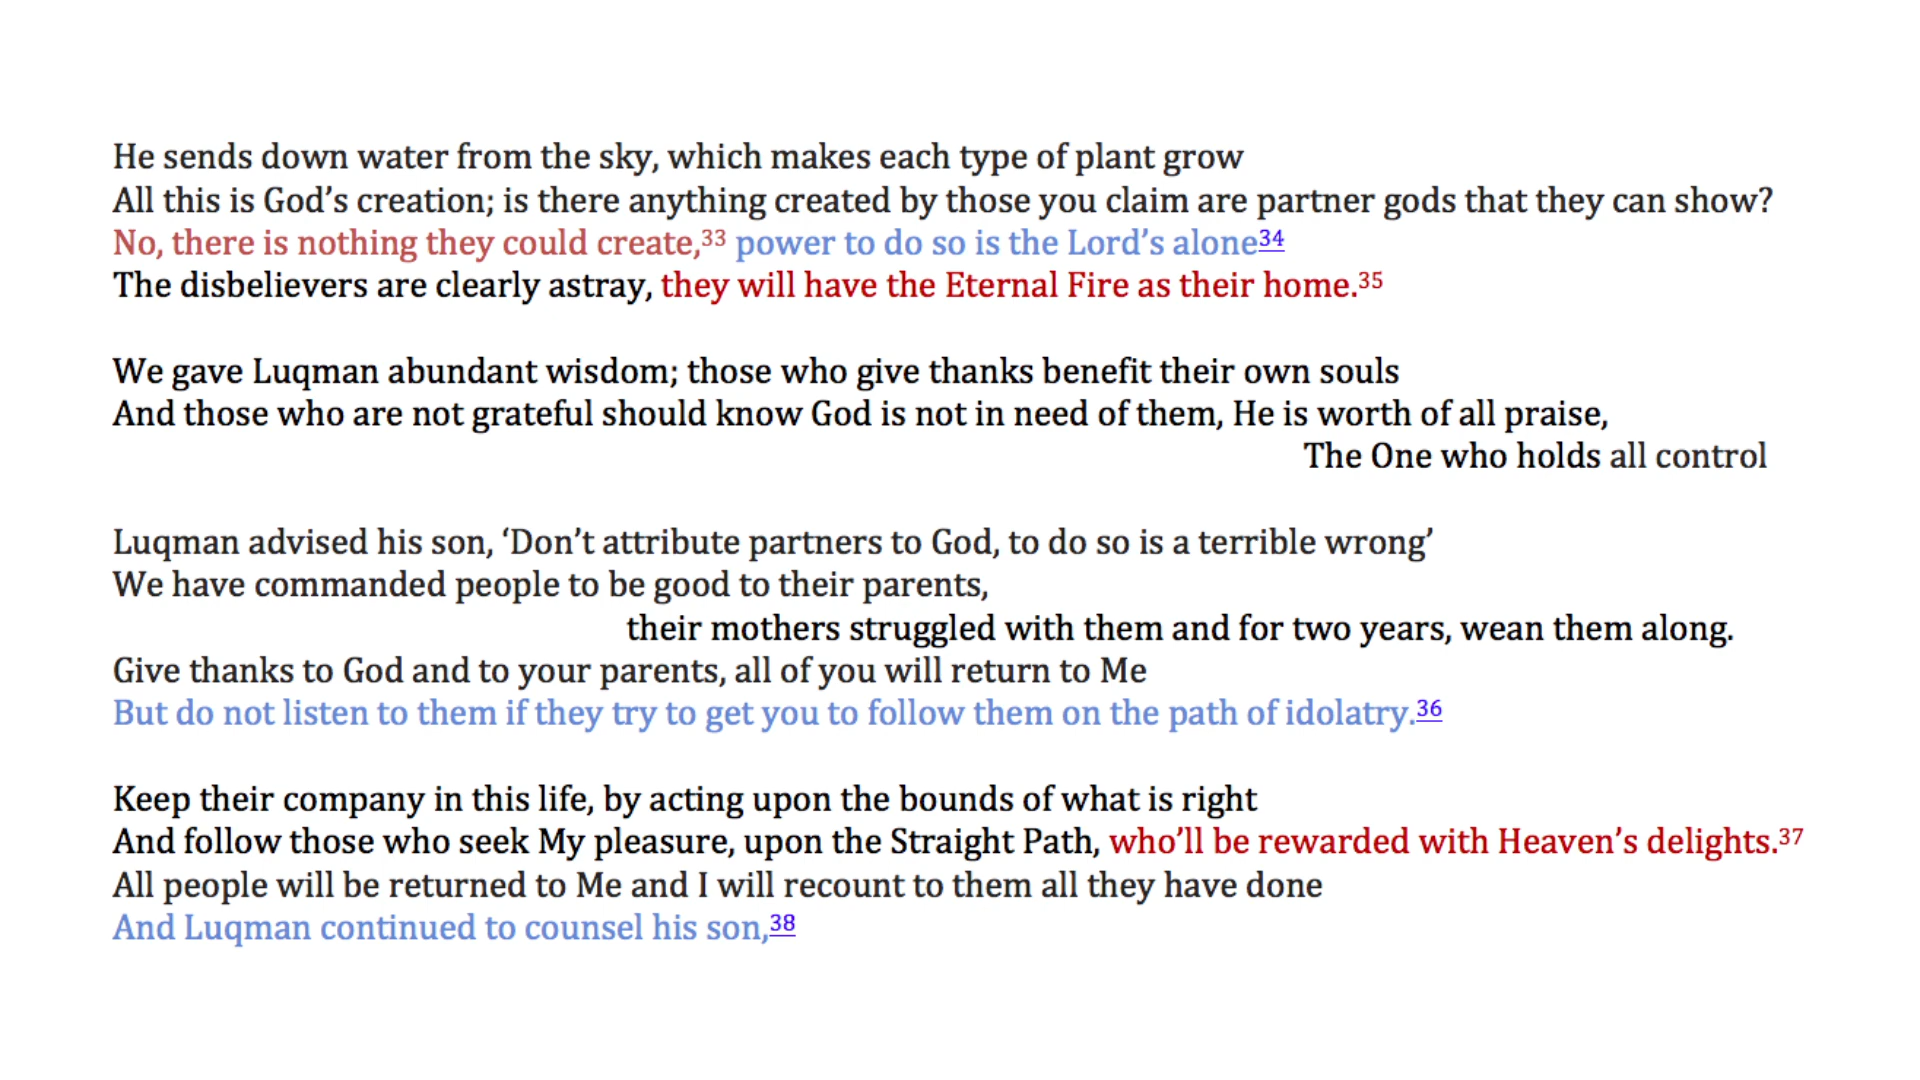 He sends down water from the sky, which makes each type of plant grow
All this is God’s creation; is there anything created by those you claim are partner gods that they can show?
No, there is nothing they could create,33 power to do so is the Lord’s alone34
The disbelievers are clearly astray, they will have the Eternal Fire as their home.35
We gave Luqman abundant wisdom; those who give thanks benefit their own souls
And those who are not grateful should know God is not in need of them, He is worth of all praise,
The One who holds all control
Luqman advised his son, ‘Don’t attribute partners to God, to do so is a terrible wrong’
We have commanded people to be good to their parents,
their mothers struggled with them and for two years, wean them along.
Give thanks to God and to your parents, all of you will return to Me
But do not listen to them if they try to get you to follow them on the path of idolatry.36
Keep their company in this life, by acting upon the bounds of what is right
And follow those who seek My pleasure, upon the Straight Path, who’ll be rewarded with Heaven’s delights.37
All people will be returned to Me and I will recount to them all they have done
And Luqman continued to counsel his son,38